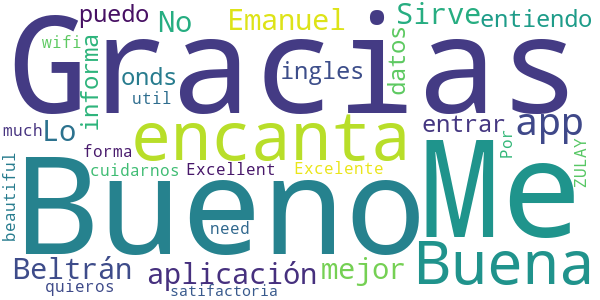 Gracias
puedo
No
Emanuel
Sirve
entiendo
wifi
informa
onds
util
ingles
datos
much
Lo
encanta
entrar
app
forma
cuidarnos
Excellent
Excelente
Por
ZULAY
beautiful
Bueno
need
Me
Buena
Beltrán
quieros
aplicación
satifactoria
mejor